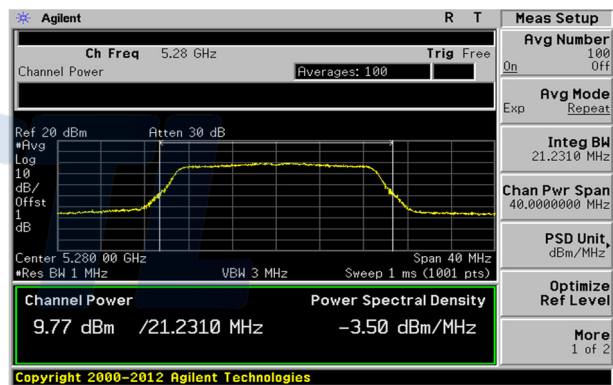 Agilent R T Meas Setup
Ch Freq 5.28 GHz Trig Free
Channel Power Averages: 100
Avg Number
100
On Off
Avg Mode
Exp Repeat
Integ BW
21.2310 MHz
Chan Pwr Span
40.0000000 MHz
PSD Unit
dBm/MHz
Optimize
Ref Level
More
1 of 2
Ref 20 dBm Atten 30 dB
#Avg
Log
10
dB/
Offst
1
dB
Center 5.280 00 GHz Span 40 MHz
#Res BW 1 MHz VBW 3 MHz Sweep 1 ms (1001 pts)
Channel Power Power Spectral Density
9.77 dBm /21.2310 MHz -3.50 dBm/MHz
Copyright 2000-2012 Agilent Technologies